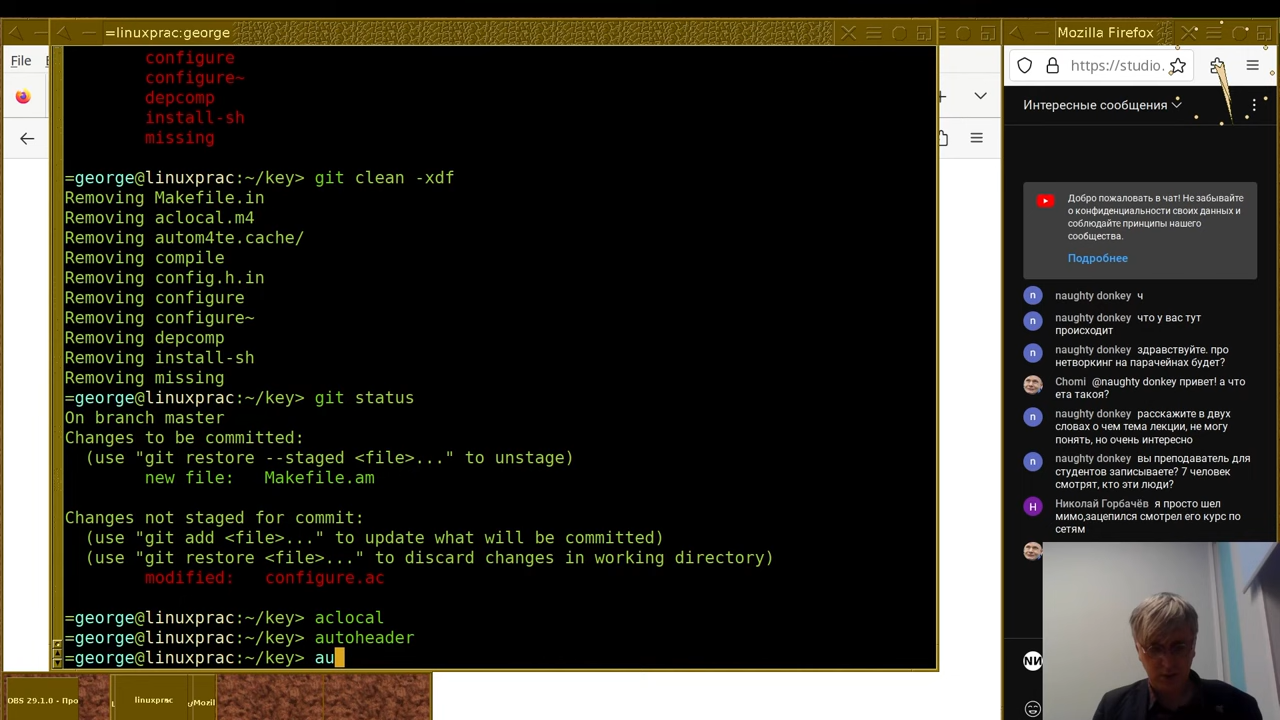 =linuxprac:george
Mozilla Firefox
File
https://studio.
configure
configure~
depcomp
install-sh
missing
=george@linuxprac:~/key> git clean -xdf
Removing Makefile.in
Removing aclocal.m4
Removing autom4te.cache/
Removing compile
Removing config.h.in
Removing configure
Removing configure~
Removing depcomp
Removing install-sh
Removing missing
=george@linuxprac:~/key> git status
On branch master
Changes to be committed:
(use "git restore --staged <file>..." to unstage)
new file:   Makefile.am
Changes not staged for commit:
(use "git add <file>..." to update what will be committed)
(use "git restore <file>..." to discard changes in working directory)
modified:   configure.ac
=george@linuxprac:~/key> aclocal
=george@linuxprac:~/key> autoheader
=george@linuxprac:~/key> au
Интересные сообщения
Добро пожаловать в чат! Не забывайте
о конфиденциальности своих данных и
соблюдайте принципы нашего
сообщества.
Подробнее
n naughty donkey ч
n naughty donkey что у вас тут
происходит
n naughty donkey здравствуйте. про
нетворкинг на парачейнах будет?
Chomi @naughty donkey привет! а что
ета такоя?
n naughty donkey расскажите в двух
словах о чем тема лекции, не могу
понять, но очень интересно
n naughty donkey вы преподаватель для
студентов записываете? 7 человек
смотрят, кто эти люди?
Н Николай Горбачёв я просто шел
мимо,зацепился смотрел его курс по
сетям
DBS 29.1.0 - Про
linuxprac
/Mozil